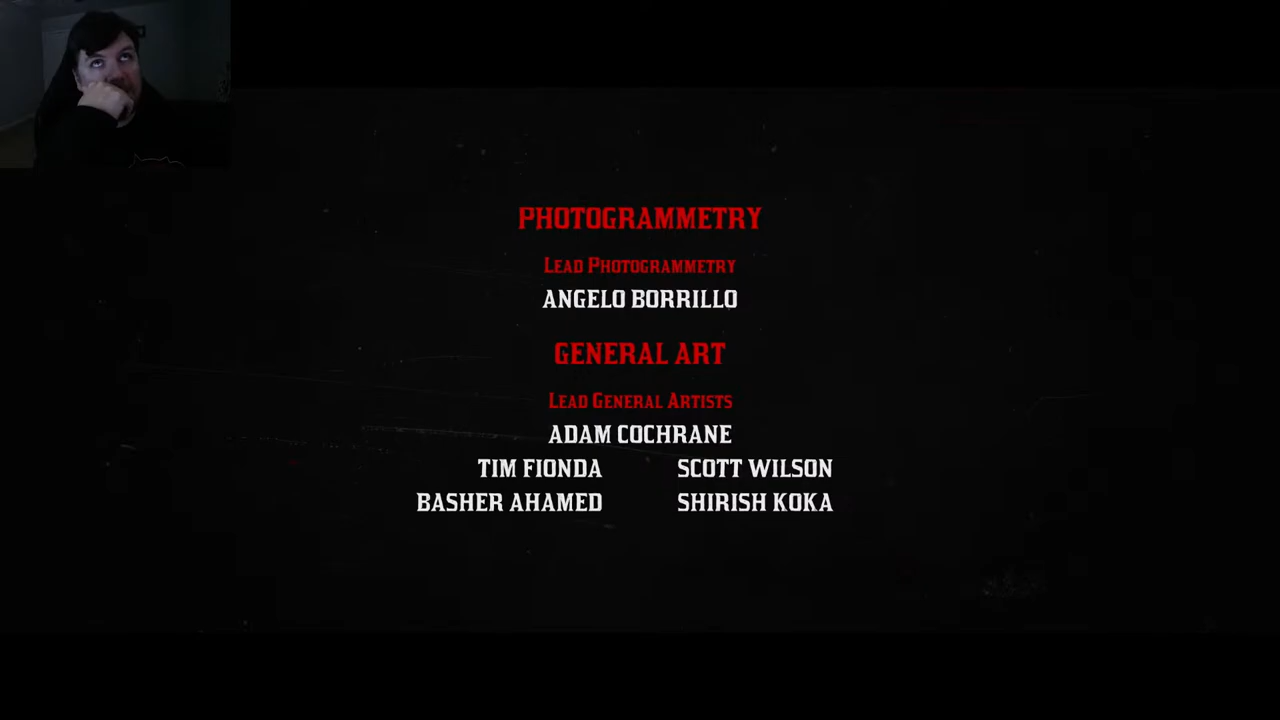 PHOTOGRAMMETRY
LEAD PHOTOGRAMMETRY
ANGELO BORRILLO
GENERAL ART
LEAD GENERAL ARTISTS
ADAM COCHRANE
TIM FIONDA SCOTT WILSON
BASHER AHAMED SHIRISH KOKA